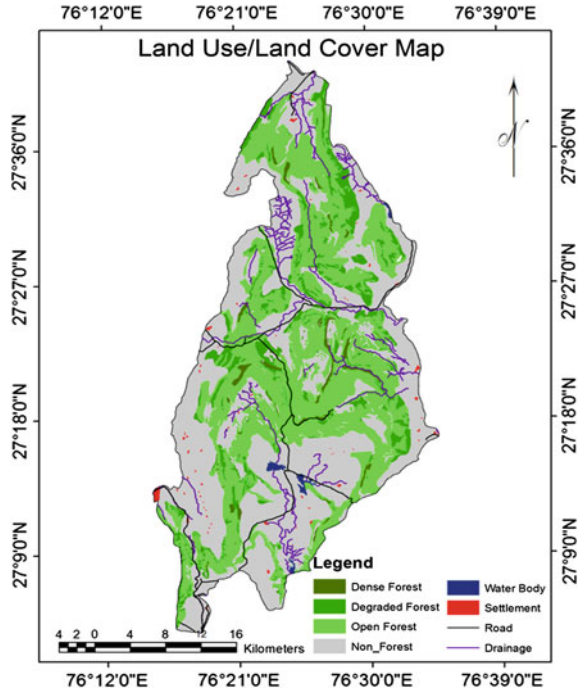 76°12'0"E 76°21'0"E 76°30'0"E 76°39'0"E
Land Use/Land Cover Map
N
27°36'0"N 27°36'0"N
27°27'0"N 27°27'0"N
27°18'0"N 27°18'0"N
27°9'0"N 27°9'0"N
Legend
Dense Forest Water Body
Degraded Forest Settlement
Open Forest Road
Non_Forest Drainage
4 2 0 4 8 12 16
Kilometers
76°12'0"E 76°21'0"E 76°30'0"E 76°39'0"E